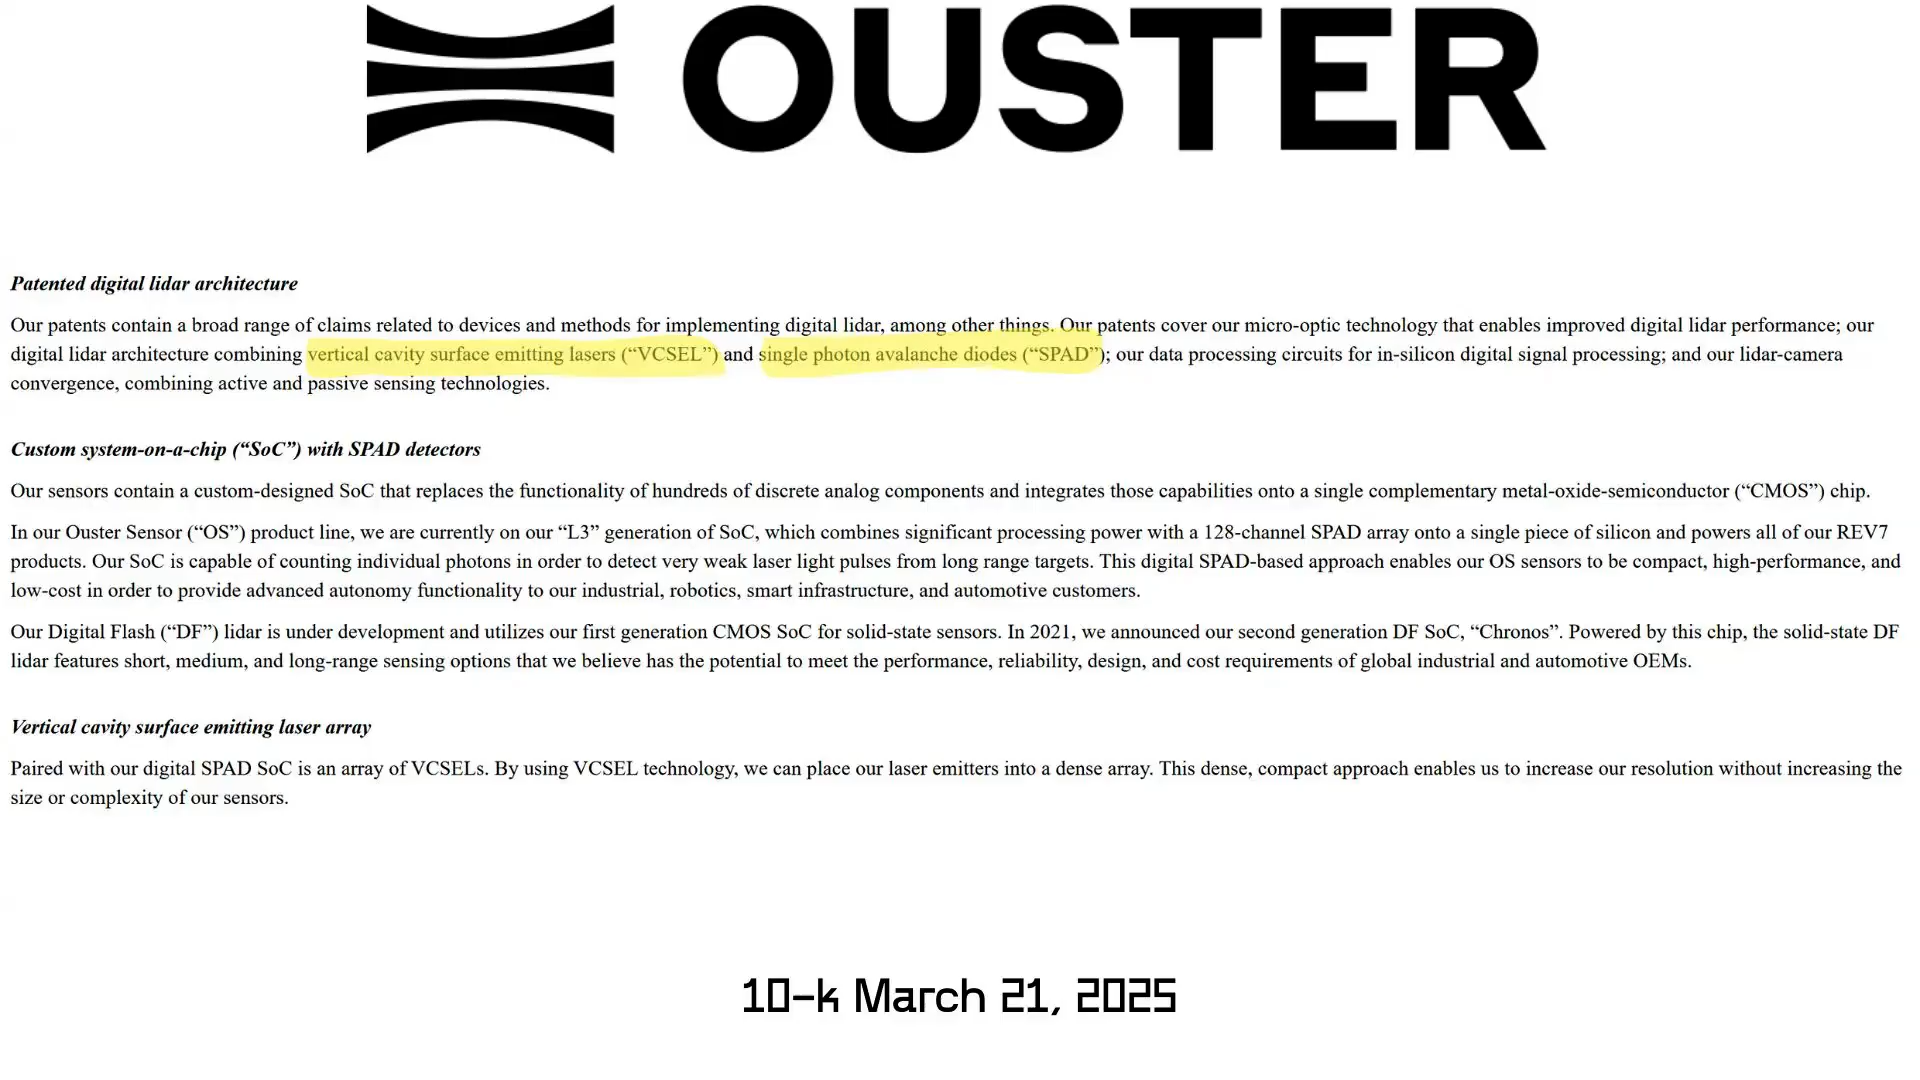 OUSTER
Patented digital lidar architecture
Our patents contain a broad range of claims related to devices and methods for implementing digital lidar, among other things. Our patents cover our micro-optic technology that enables improved digital lidar performance; our
digital lidar architecture combining vertical cavity surface emitting lasers (“VCSEL”) and single photon avalanche diodes (“SPAD”); our data processing circuits for in-silicon digital signal processing; and our lidar-camera
convergence, combining active and passive sensing technologies.
Custom system-on-a-chip (“SoC”) with SPAD detectors
Our sensors contain a custom-designed SoC that replaces the functionality of hundreds of discrete analog components and integrates those capabilities onto a single complementary metal-oxide-semiconductor (“CMOS”) chip.
In our Ouster Sensor (“OS”) product line, we are currently on our “L3” generation of SoC, which combines significant processing power with a 128-channel SPAD array onto a single piece of silicon and powers all of our REV7
products. Our SoC is capable of counting individual photons in order to detect very weak laser light pulses from long range targets. This digital SPAD-based approach enables our OS sensors to be compact, high-performance, and
low-cost in order to provide advanced autonomy functionality to our industrial, robotics, smart infrastructure, and automotive customers.
Our Digital Flash (“DF”) lidar is under development and utilizes our first generation CMOS SoC for solid-state sensors. In 2021, we announced our second generation DF SoC, “Chronos”. Powered by this chip, the solid-state DF
lidar features short, medium, and long-range sensing options that we believe has the potential to meet the performance, reliability, design, and cost requirements of global industrial and automotive OEMs.
Vertical cavity surface emitting laser array
Paired with our digital SPAD SoC is an array of VCSELs. By using VCSEL technology, we can place our laser emitters into a dense array. This dense, compact approach enables us to increase our resolution without increasing the
size or complexity of our sensors.
10-k March 21, 2025